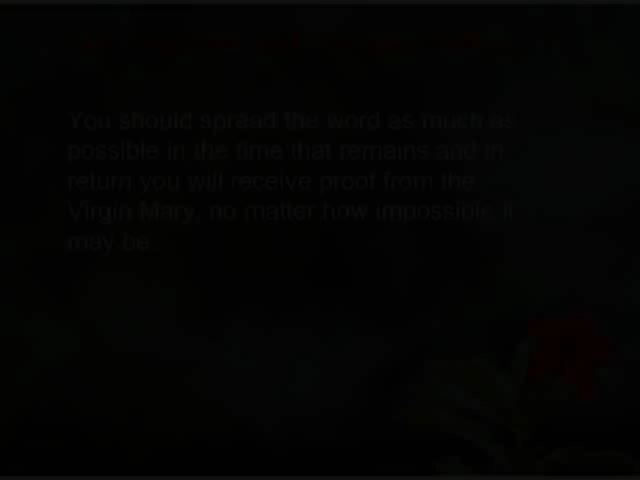 You should spread the word as much as
possible in the time that remains and in
return you will receive proof from the
Virgin Mary, no matter how impossible it
may be.